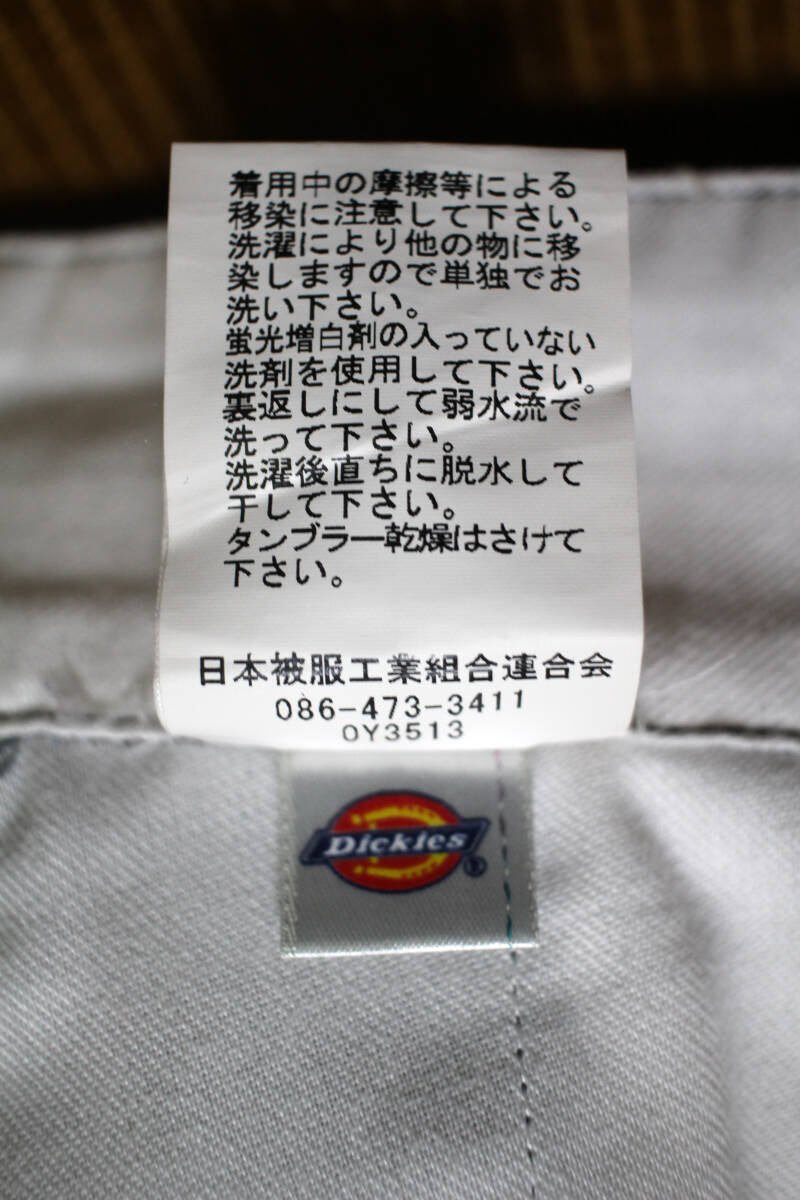 着用中の摩擦等による
移染に注意して下さい。
洗濯により他の物に移
染しますので単独でお
洗い下さい。
蛍光増白剤の入っていない
洗剤を使用して下さい。
裏返しにして弱水流で
洗って下さい。
洗濯後直ちに脱水して
干して下さい。
タンブラー乾燥はさけて
下さい。
日本被服工業組合連合会
086-473-3411
0Y3513
Dickies®